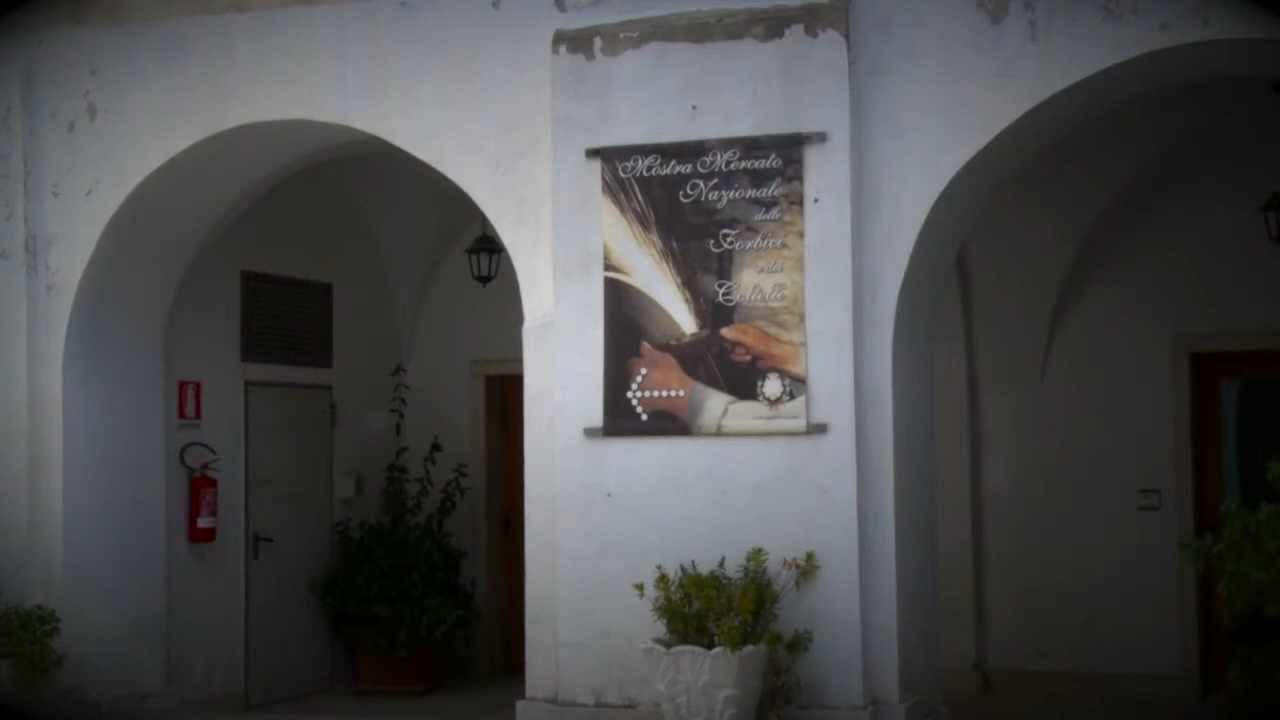 Mostra Mercato
Nazionale
delle
Forbici
e dei
Coltelli